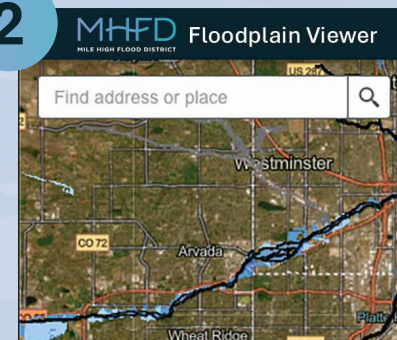 2
MHFD
MILE HIGH FLOOD DISTRICT
Floodplain Viewer
US 287
Find address or place
Westminster
CO 72
Arvada
Platte
Wheat Ridge